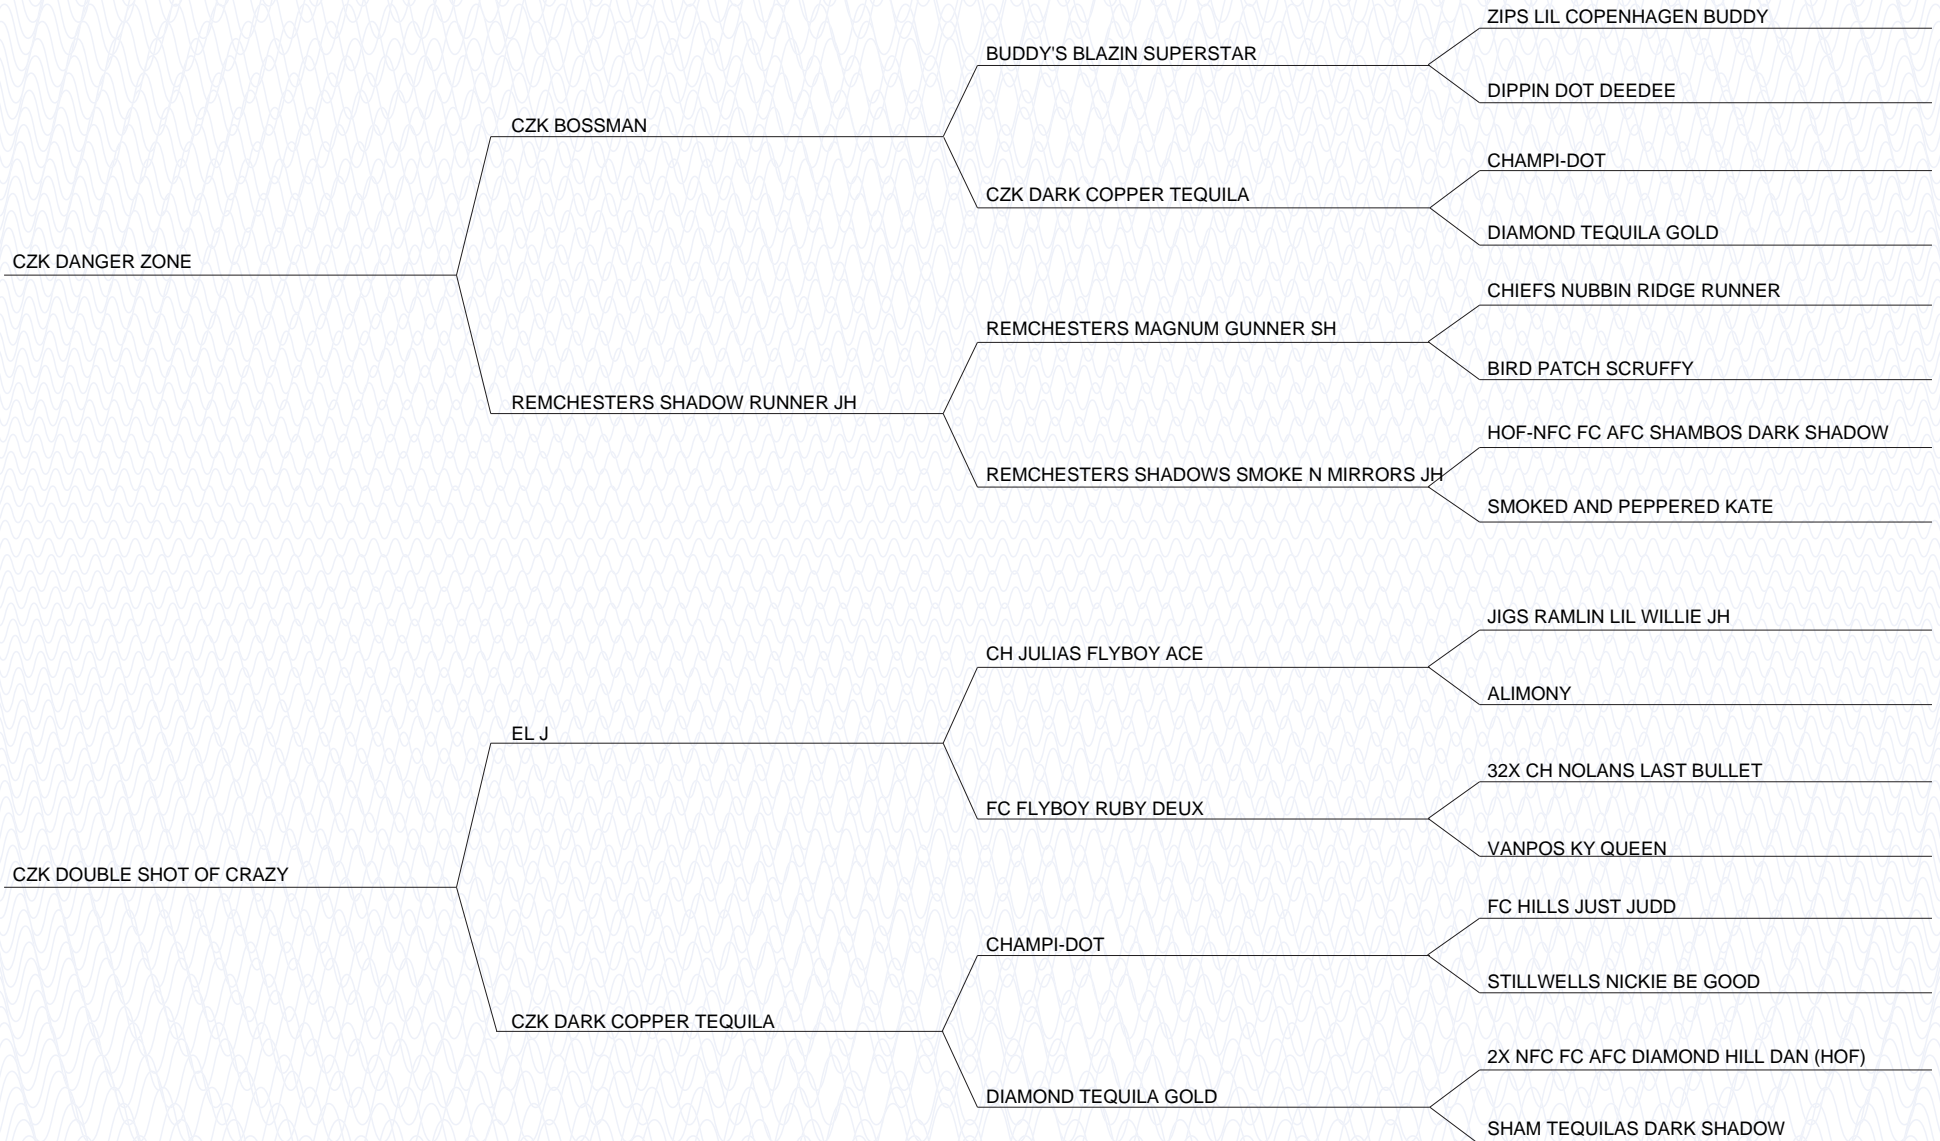 ZIPS LIL COPENHAGEN BUDDY
BUDDY'S BLAZIN SUPERSTAR
DIPPIN DOT DEEDEE
CZK BOSSMAN
CHAMPI-DOT
CZK DARK COPPER TEQUILA
DIAMOND TEQUILA GOLD
CZK DANGER ZONE
CHIEFS NUBBIN RIDGE RUNNER
REMCHESTERS MAGNUM GUNNER SH
BIRD PATCH SCRUFFY
REMCHESTERS SHADOW RUNNER JH
HOF-NFC FC AFC SHAMBOS DARK SHADOW
REMCHESTERS SHADOWS SMOKE N MIRRORS JH
SMOKED AND PEPPERED KATE
JIGS RAMLIN LIL WILLIE JH
CH JULIAS FLYBOY ACE
ALIMONY
EL J
32X CH NOLANS LAST BULLET
FC FLYBOY RUBY DEUX
VANPOS KY QUEEN
CZK DOUBLE SHOT OF CRAZY
FC HILLS JUST JUDD
CHAMPI-DOT
STILLWELLS NICKIE BE GOOD
CZK DARK COPPER TEQUILA
2X NFC FC AFC DIAMOND HILL DAN (HOF)
DIAMOND TEQUILA GOLD
SHAM TEQUILAS DARK SHADOW